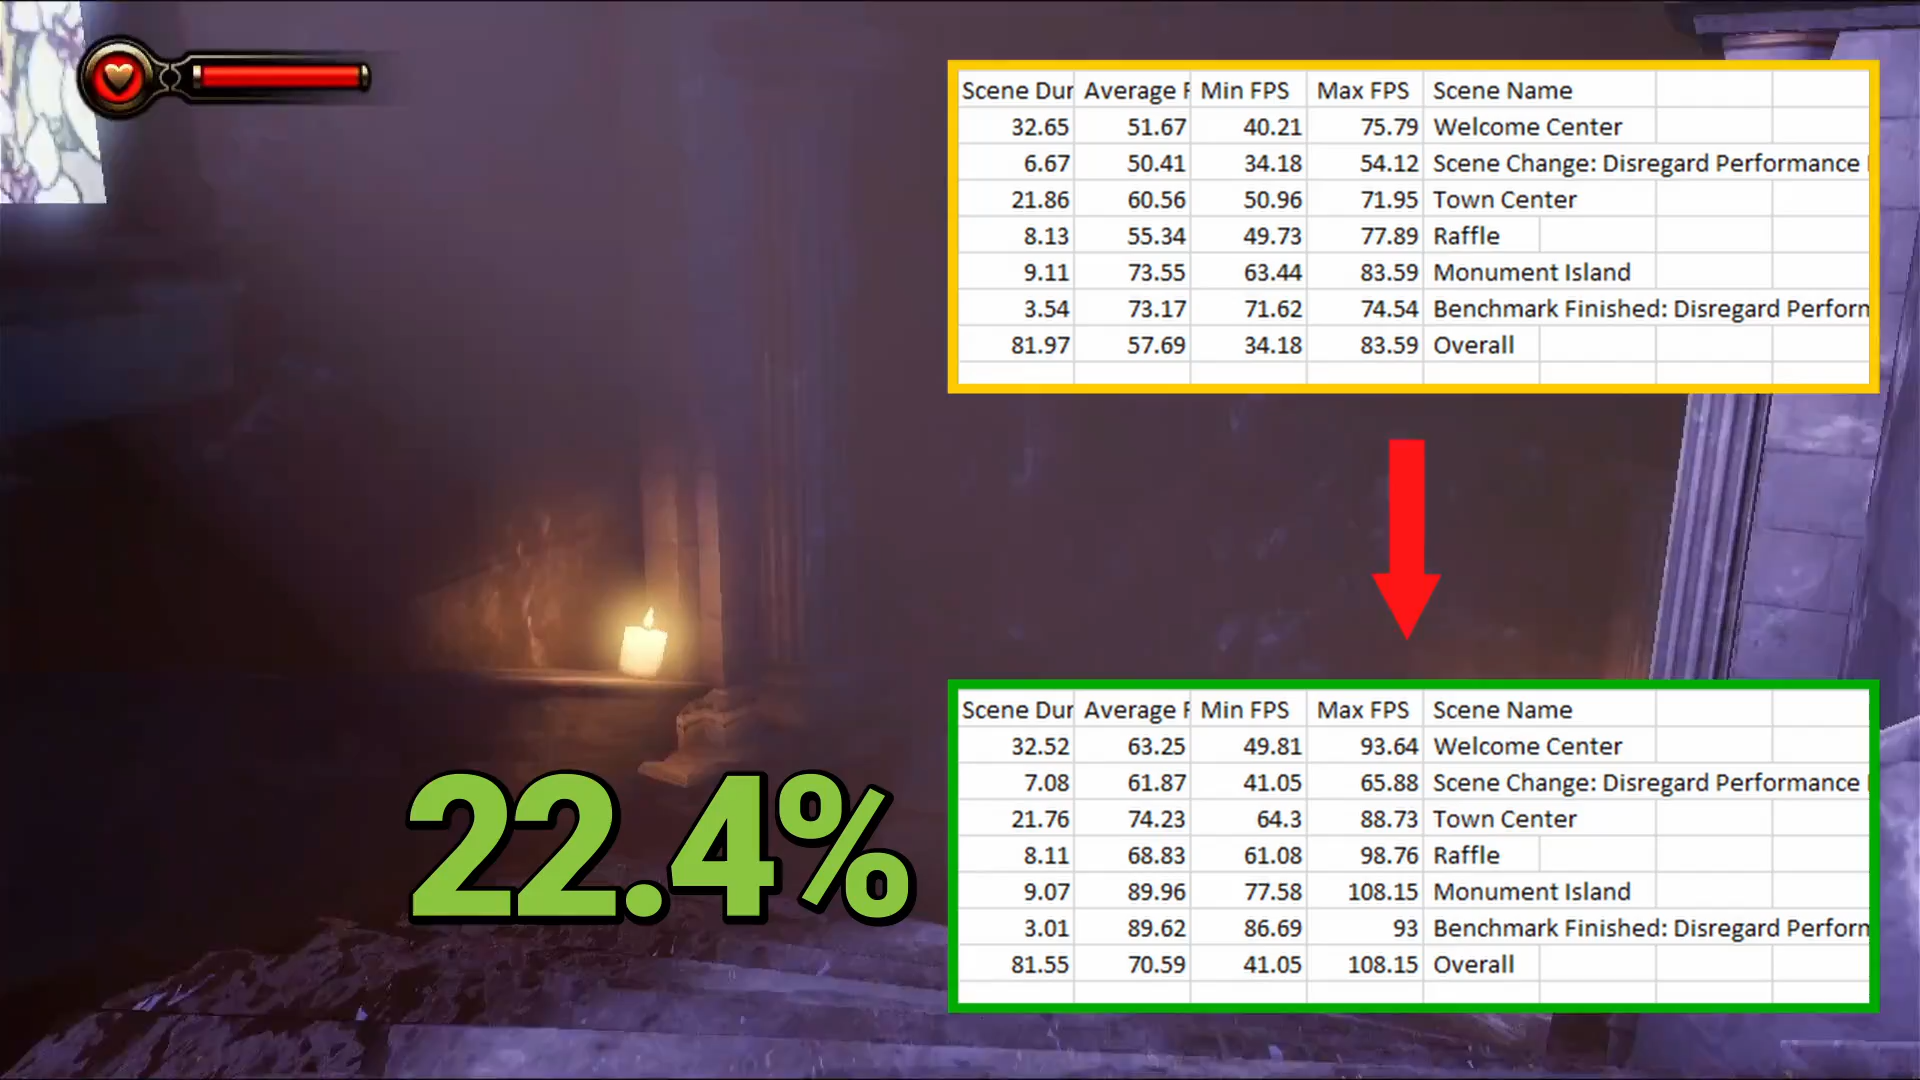 Scene Dur Average F Min FPS Max FPS Scene Name
32.65 51.67 40.21 75.79 Welcome Center
6.67 50.41 34.18 54.12 Scene Change: Disregard Performance
21.86 60.56 50.96 71.95 Town Center
8.13 55.34 49.73 77.89 Raffle
9.11 73.55 63.44 83.59 Monument Island
3.54 73.17 71.62 74.54 Benchmark Finished: Disregard Perforn
81.97 57.69 34.18 83.59 Overall
22.4%
Scene Dur Average F Min FPS Max FPS Scene Name
32.52 63.25 49.81 93.64 Welcome Center
7.08 61.87 41.05 65.88 Scene Change: Disregard Performance
21.76 74.23 64.3 88.73 Town Center
8.11 68.83 61.08 98.76 Raffle
9.07 89.96 77.58 108.15 Monument Island
3.01 89.62 86.69 93 Benchmark Finished: Disregard Perforn
81.55 70.59 41.05 108.15 Overall